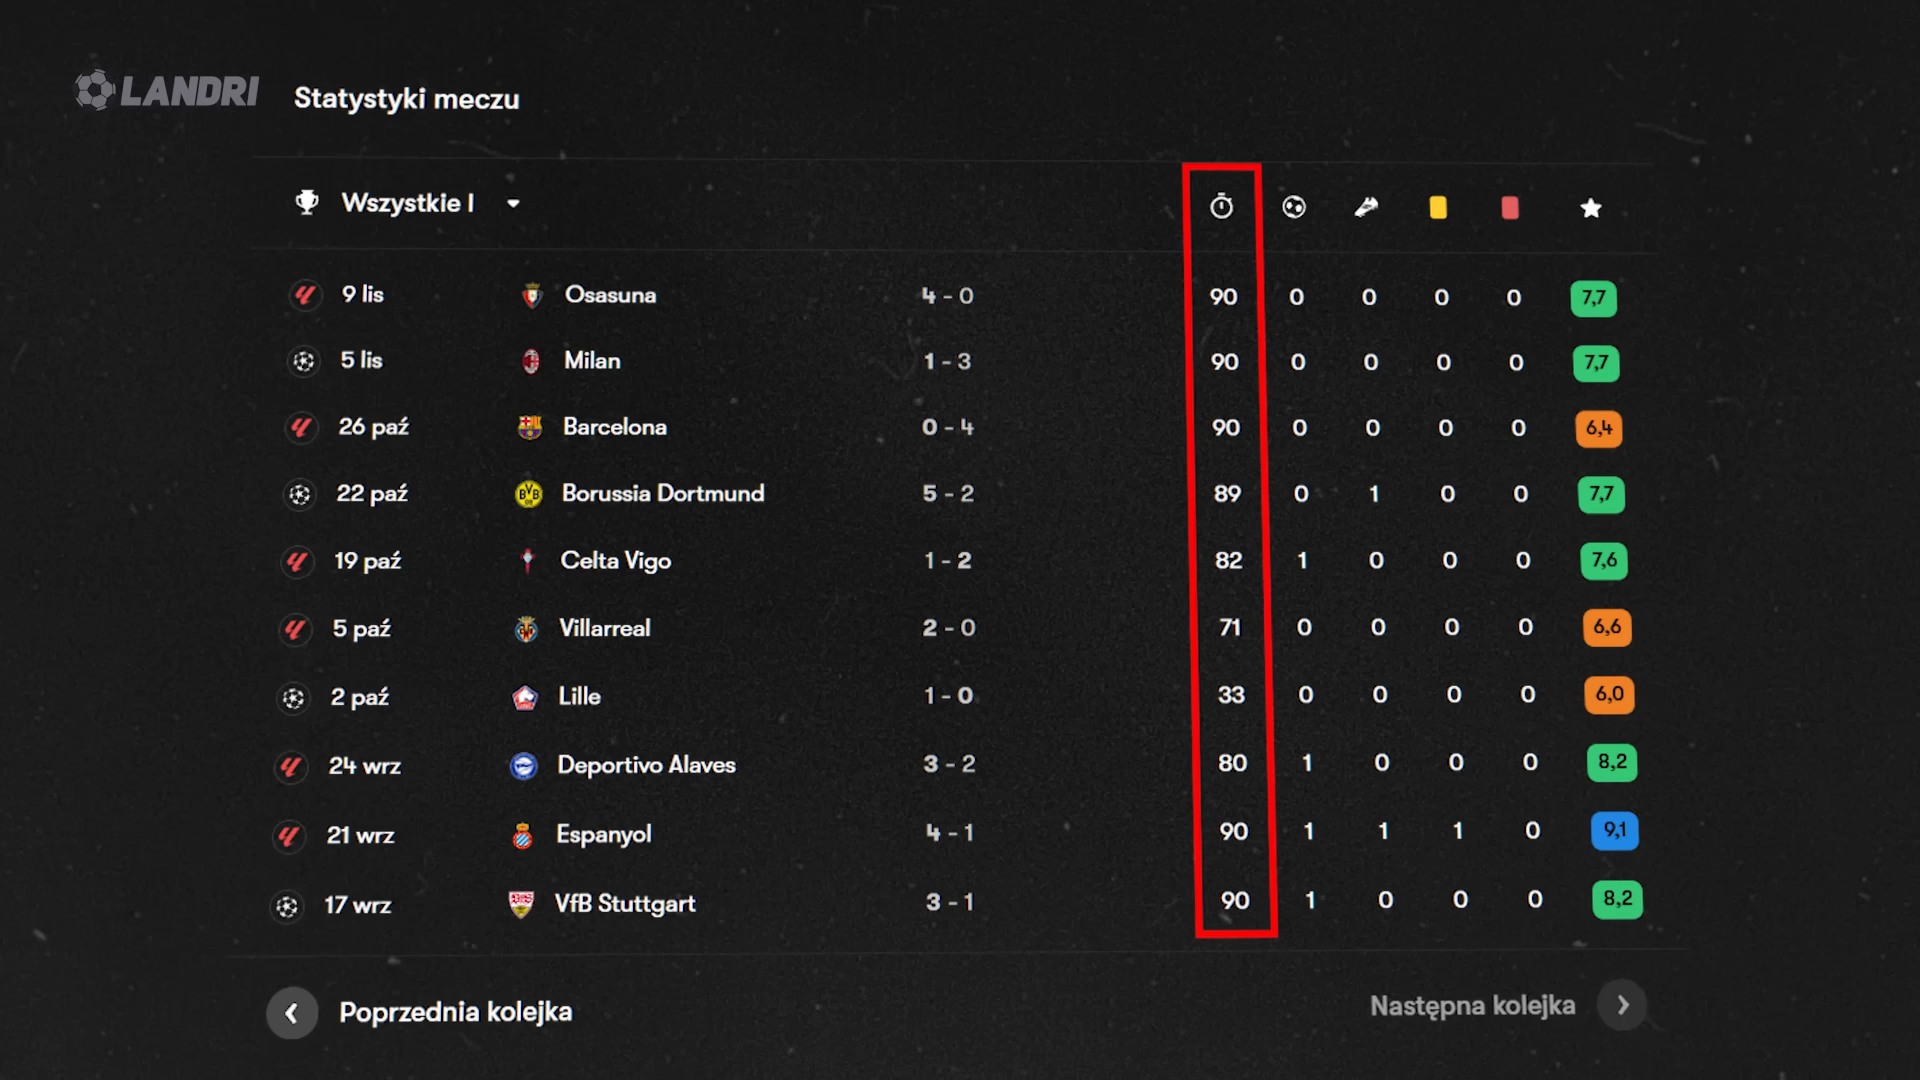 LANDRI
Statystyki meczu
Wszystkie l
9 lis Osasuna 4 - 0 90 0 0 0 0 7,7
5 lis Milan 1 - 3 90 0 0 0 0 7,7
26 paź Barcelona 0 - 4 90 0 0 0 0 6,4
22 paź Borussia Dortmund 5 - 2 89 0 1 0 0 7,7
19 paź Celta Vigo 1 - 2 82 1 0 0 0 7,6
5 paź Villarreal 2 - 0 71 0 0 0 0 6,6
2 paź Lille 1 - 0 33 0 0 0 0 6,0
24 wrz Deportivo Alaves 3 - 2 80 1 0 0 0 8,2
21 wrz Espanyol 4 - 1 90 1 1 1 0 9,1
17 wrz VfB Stuttgart 3 - 1 90 1 0 0 0 8,2
Poprzednia kolejka
Następna kolejka